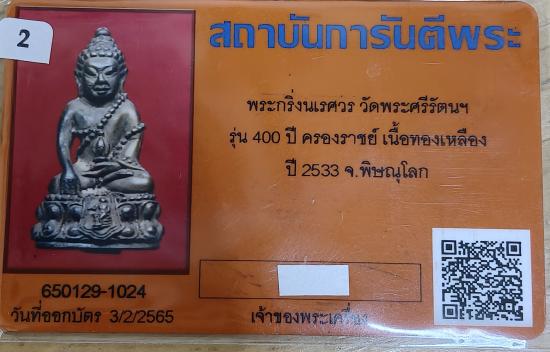 2
สถาบันการันตีพระ
พระกริ่งนเรศวร วัดพระศรีรัตนฯ
รุ่น 400 ปี ครองราชย์ เนื้อทองเหลือง
ปี 2533 จ.พิษณุโลก
650129-1024
วันที่ออกบัตร 3/2/2565
เจ้าของพระเครื่อง